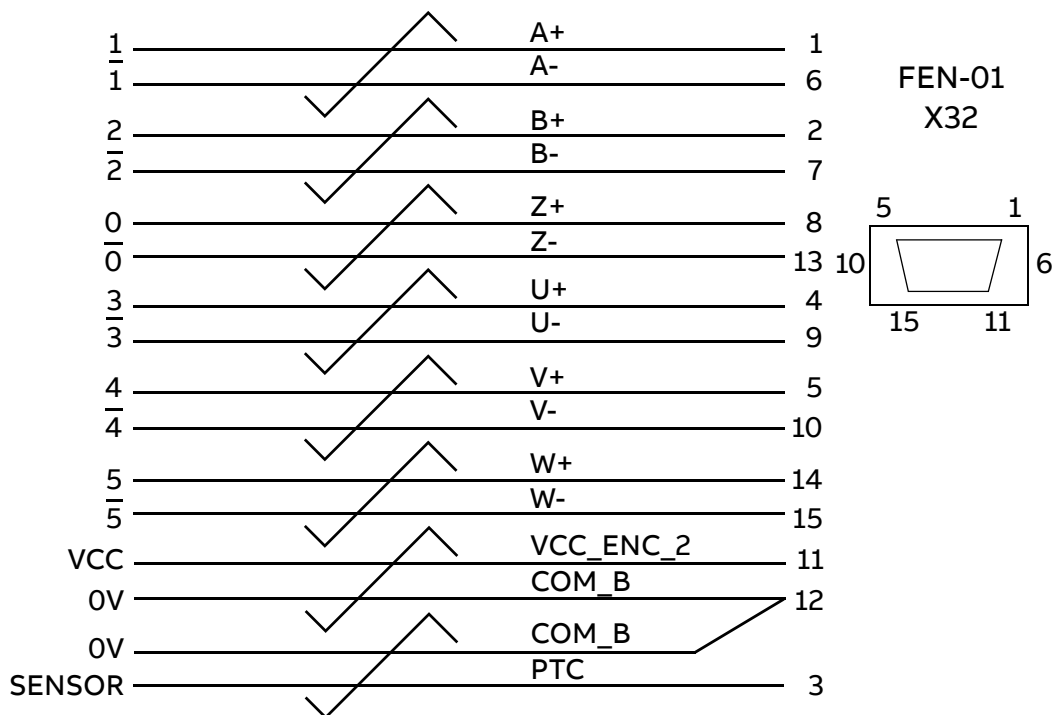 1 A+ 1
1̅ A- 6
2 B+ 2
2̅ B- 7
0 Z+ 8
0̅ Z- 13
3 U+ 4
3̅ U- 9
4 V+ 5
4̅ V- 10
5 W+ 14
5̅ W- 15
VCC VCC_ENC_2 11
0V COM_B 12
0V COM_B
SENSOR PTC 3
FEN-01
X32
5 1
10 6
15 11